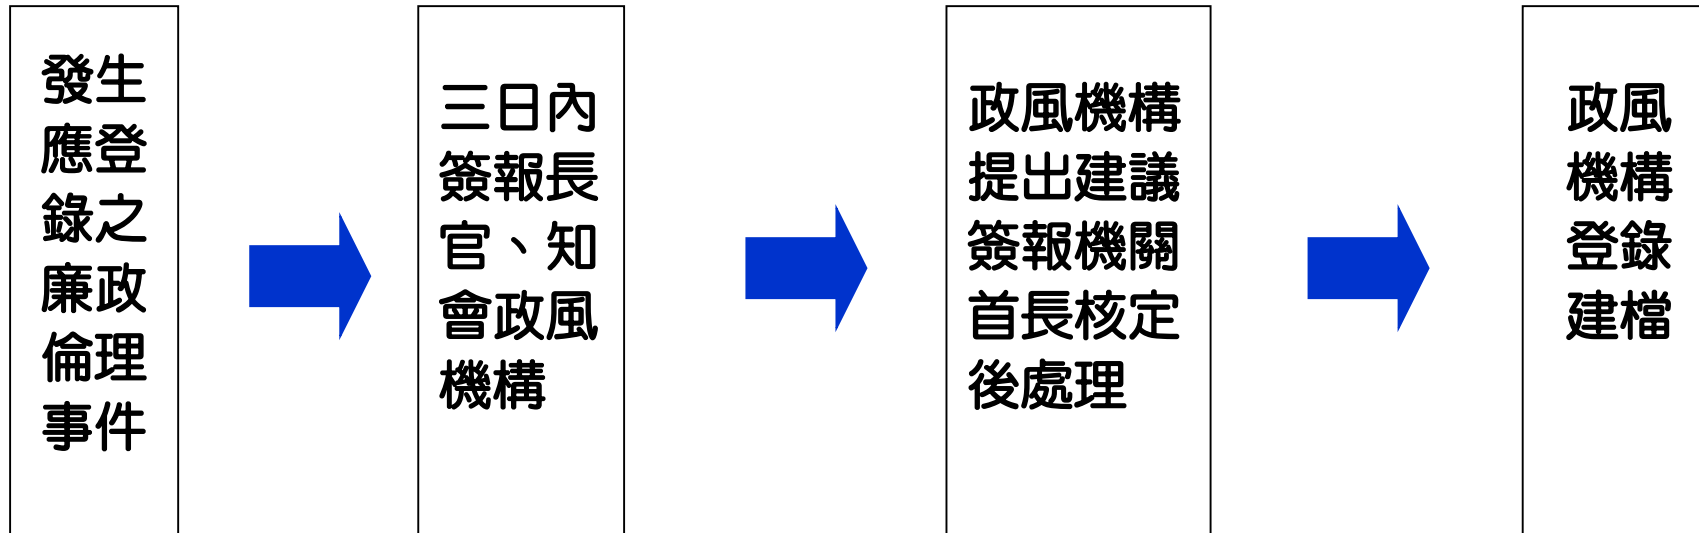 發生
應登
錄之
廉政
倫理
事件
三日內
簽報長
官、知
會政風
機構
政風機構
提出建議
簽報機關
首長核定
後處理
政風
機構
登錄
建檔